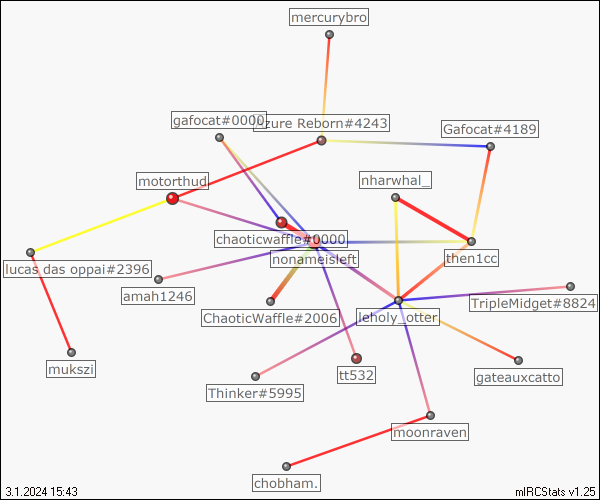 mercurybro
gafocat#0000
Azure Reborn#4243
Gafocat#4189
motorthud
nharwhal_
chaoticwaffle#0000
nonameisleft
then1cc
lucas das oppai#2396
amah1246
ChaoticWaffle#2006
leholy_otter
TripleMidget#8824
mukszi
Thinker#5995
tt532
gateauxcatto
moonraven
chobham.
3.1.2024 15:43
mIRCStats v1.25